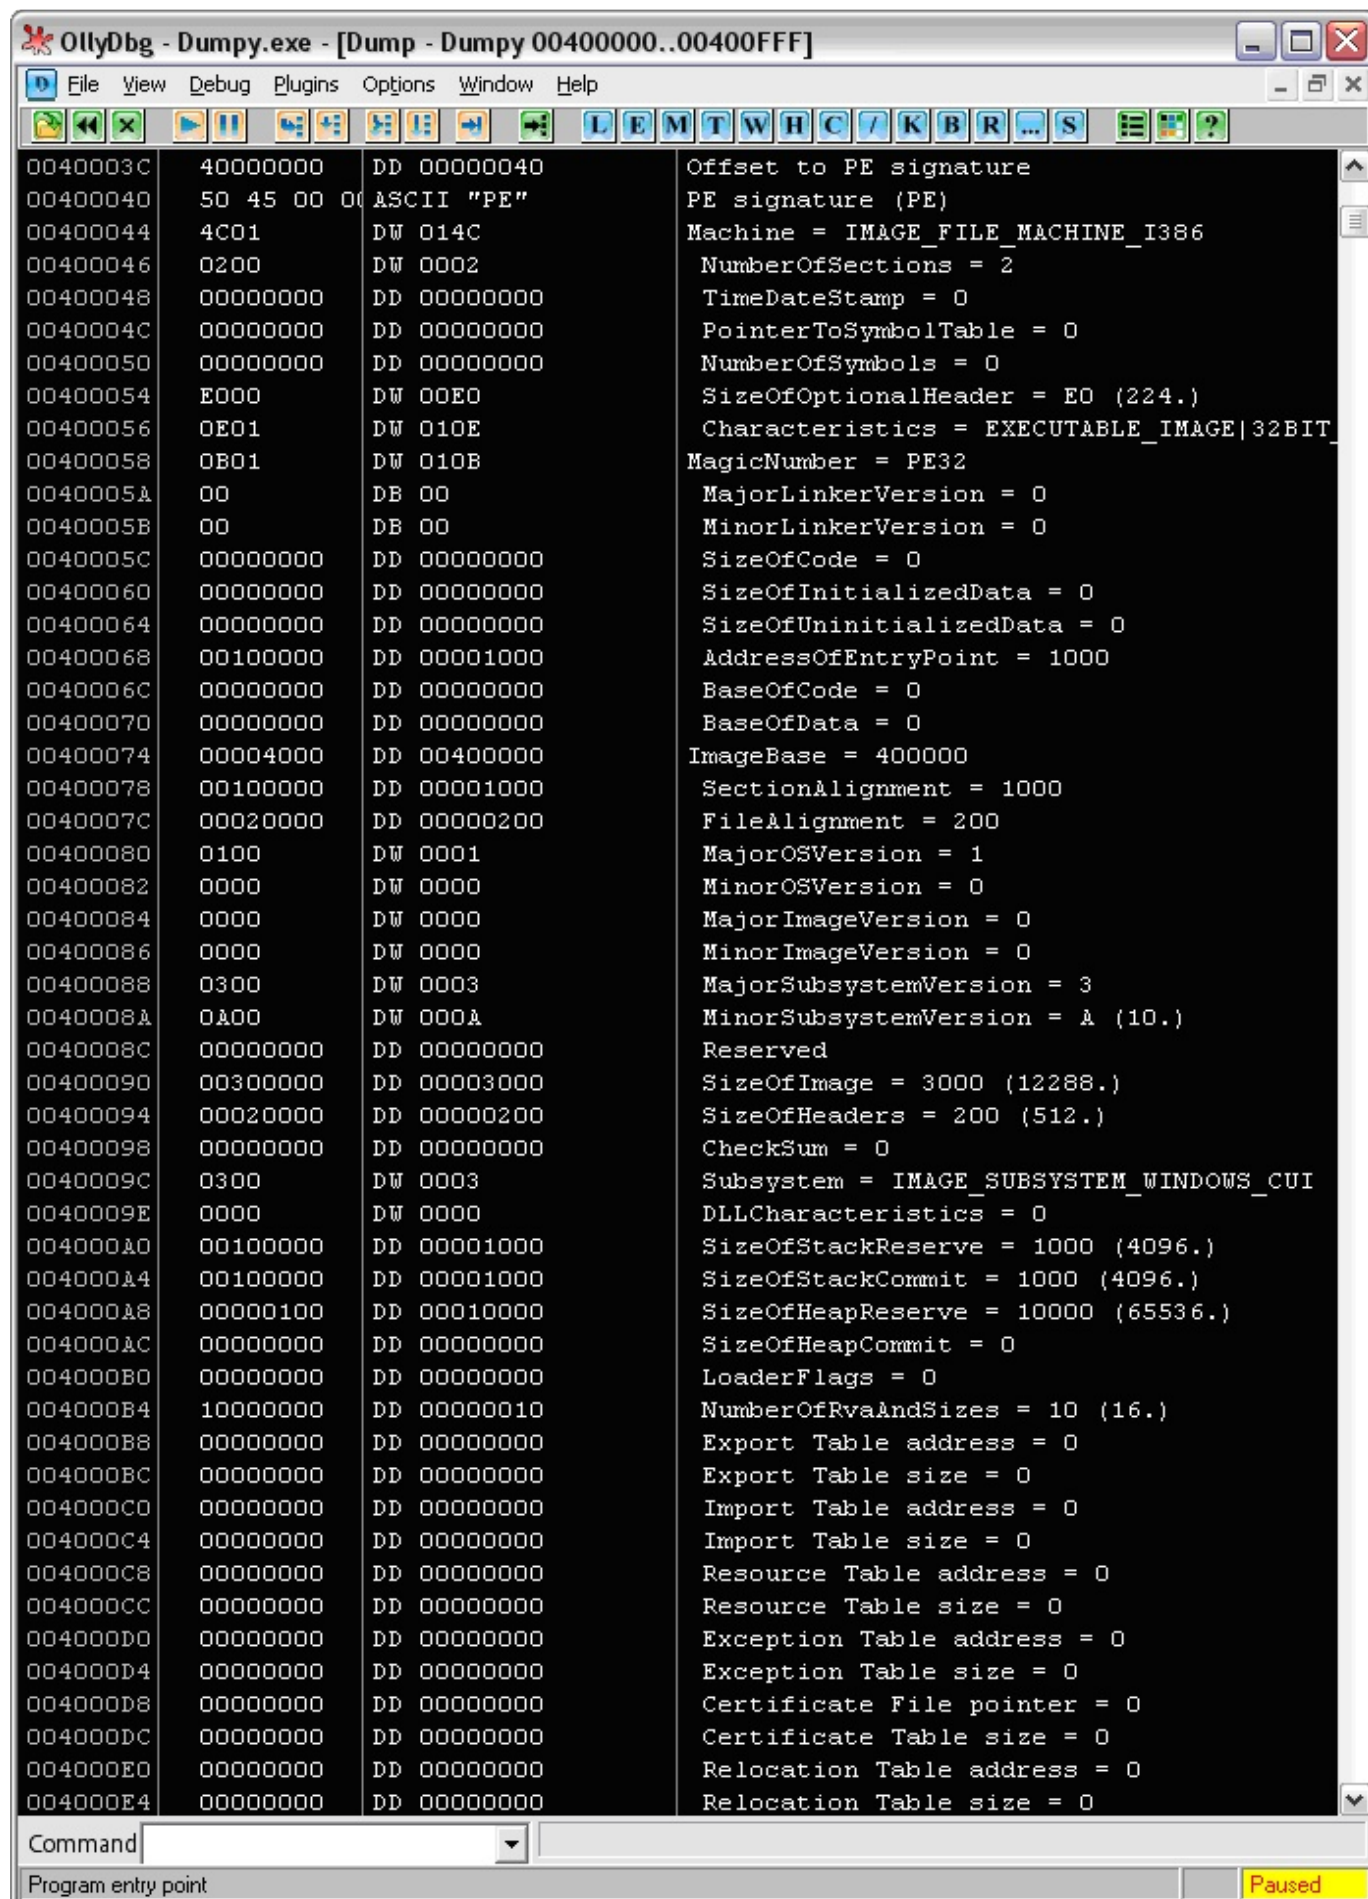 OllyDbg - Dumpy.exe - [Dump - Dumpy 00400000..00400FFF]
File View Debug Plugins Options Window Help
L E M T W H C / K B R ... S ?
0040003C 40000000 DD 00000040 Offset to PE signature
00400040 50 45 00 00 ASCII "PE" PE signature (PE)
00400044 4C01 DW 014C Machine = IMAGE_FILE_MACHINE_I386
00400046 0200 DW 0002 NumberOfSections = 2
00400048 00000000 DD 00000000 TimeDateStamp = 0
0040004C 00000000 DD 00000000 PointerToSymbolTable = 0
00400050 00000000 DD 00000000 NumberOfSymbols = 0
00400054 E000 DW 00E0 SizeOfOptionalHeader = E0 (224.)
00400056 0E01 DW 010E Characteristics = EXECUTABLE_IMAGE|32BIT_
00400058 0B01 DW 010B MagicNumber = PE32
0040005A 00 DB 00 MajorLinkerVersion = 0
0040005B 00 DB 00 MinorLinkerVersion = 0
0040005C 00000000 DD 00000000 SizeOfCode = 0
00400060 00000000 DD 00000000 SizeOfInitializedData = 0
00400064 00000000 DD 00000000 SizeOfUninitializedData = 0
00400068 00100000 DD 00001000 AddressOfEntryPoint = 1000
0040006C 00000000 DD 00000000 BaseOfCode = 0
00400070 00000000 DD 00000000 BaseOfData = 0
00400074 00004000 DD 00400000 ImageBase = 400000
00400078 00100000 DD 00001000 SectionAlignment = 1000
0040007C 00020000 DD 00000200 FileAlignment = 200
00400080 0100 DW 0001 MajorOSVersion = 1
00400082 0000 DW 0000 MinorOSVersion = 0
00400084 0000 DW 0000 MajorImageVersion = 0
00400086 0000 DW 0000 MinorImageVersion = 0
00400088 0300 DW 0003 MajorSubsystemVersion = 3
0040008A 0A00 DW 000A MinorSubsystemVersion = A (10.)
0040008C 00000000 DD 00000000 Reserved
00400090 00300000 DD 00003000 SizeOfImage = 3000 (12288.)
00400094 00020000 DD 00000200 SizeOfHeaders = 200 (512.)
00400098 00000000 DD 00000000 CheckSum = 0
0040009C 0300 DW 0003 Subsystem = IMAGE_SUBSYSTEM_WINDOWS_CUI
0040009E 0000 DW 0000 DLLCharacteristics = 0
004000A0 00100000 DD 00001000 SizeOfStackReserve = 1000 (4096.)
004000A4 00100000 DD 00001000 SizeOfStackCommit = 1000 (4096.)
004000A8 00000100 DD 00010000 SizeOfHeapReserve = 10000 (65536.)
004000AC 00000000 DD 00000000 SizeOfHeapCommit = 0
004000B0 00000000 DD 00000000 LoaderFlags = 0
004000B4 10000000 DD 00000010 NumberOfRvaAndSizes = 10 (16.)
004000B8 00000000 DD 00000000 Export Table address = 0
004000BC 00000000 DD 00000000 Export Table size = 0
004000C0 00000000 DD 00000000 Import Table address = 0
004000C4 00000000 DD 00000000 Import Table size = 0
004000C8 00000000 DD 00000000 Resource Table address = 0
004000CC 00000000 DD 00000000 Resource Table size = 0
004000D0 00000000 DD 00000000 Exception Table address = 0
004000D4 00000000 DD 00000000 Exception Table size = 0
004000D8 00000000 DD 00000000 Certificate File pointer = 0
004000DC 00000000 DD 00000000 Certificate Table size = 0
004000E0 00000000 DD 00000000 Relocation Table address = 0
004000E4 00000000 DD 00000000 Relocation Table size = 0
Command
Program entry point Paused